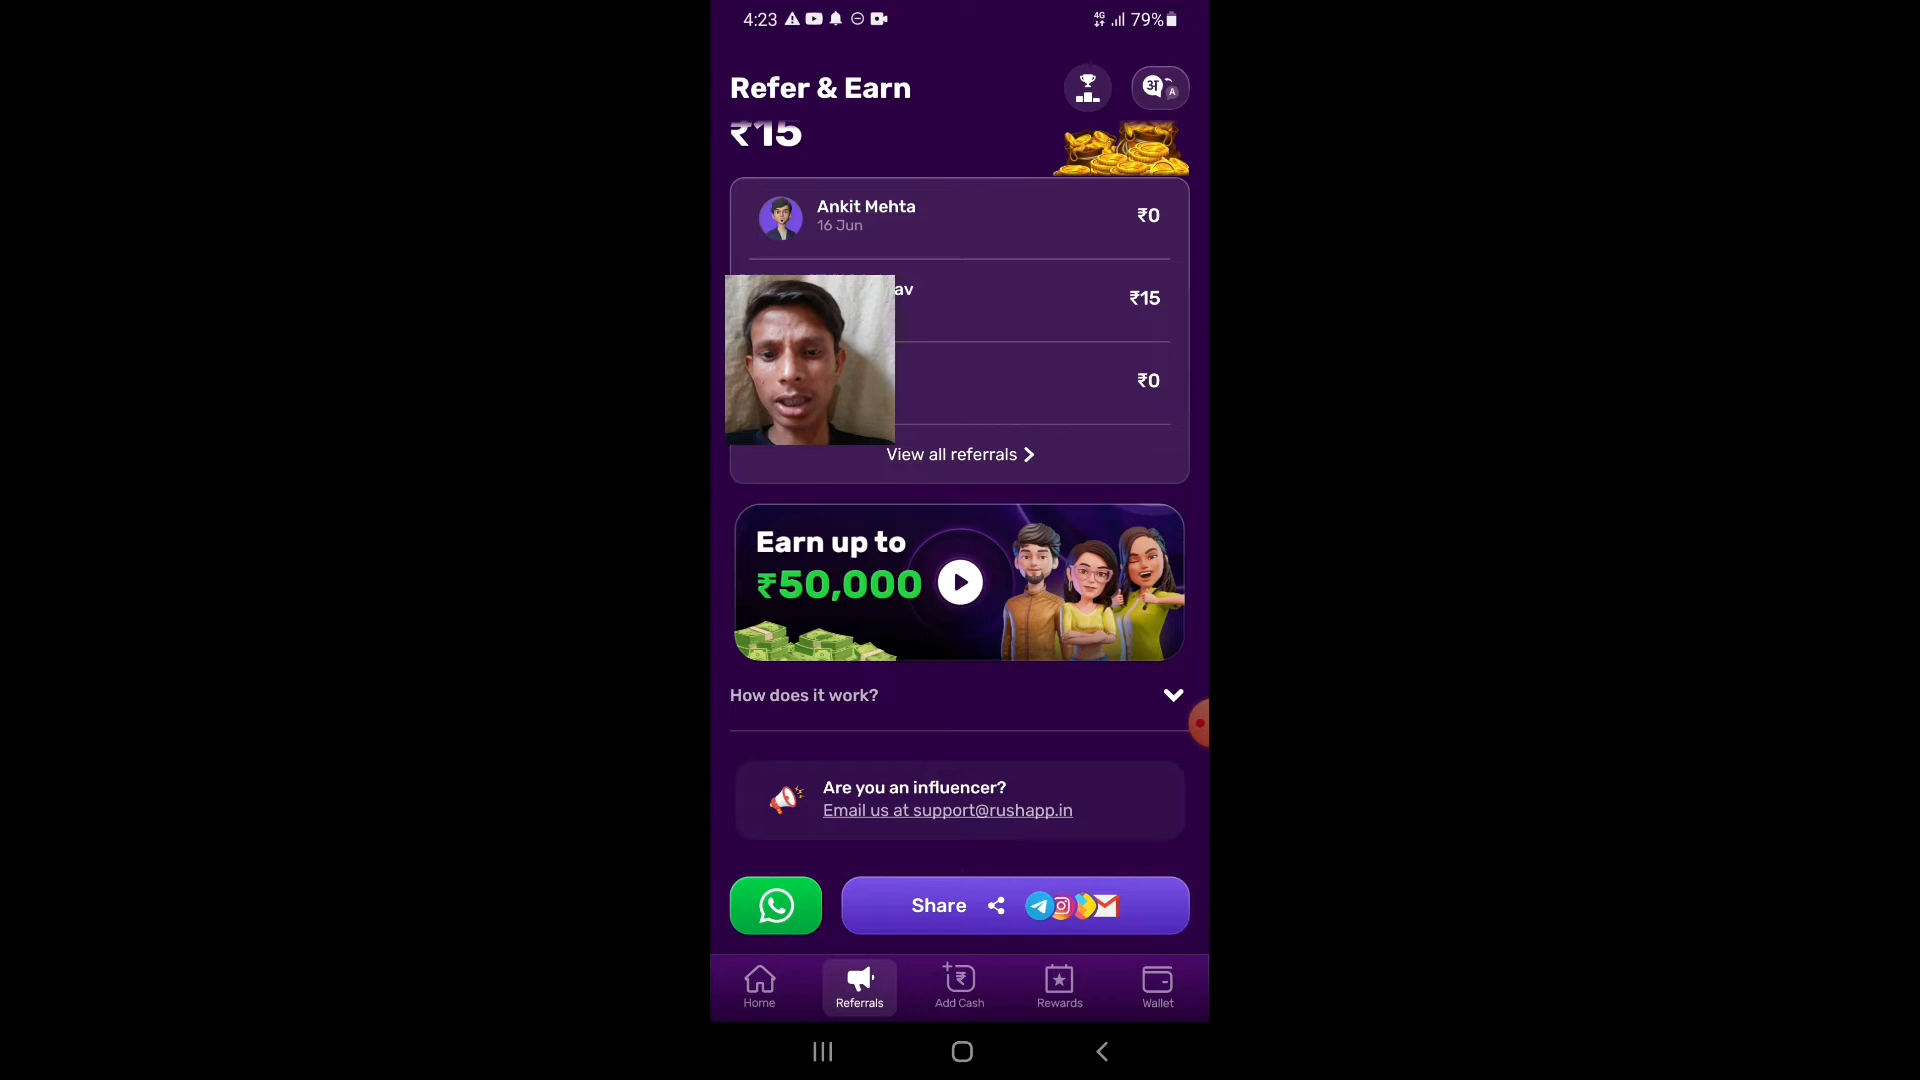 4:23
4G 79%
Refer & Earn
अ A
₹15
Ankit Mehta
16 Jun
₹0
av
₹15
₹0
View all referrals
Earn up to
₹50,000
How does it work?
Are you an influencer?
Email us at support@rushapp.in
Share
Home
Referrals
Add Cash
Rewards
Wallet